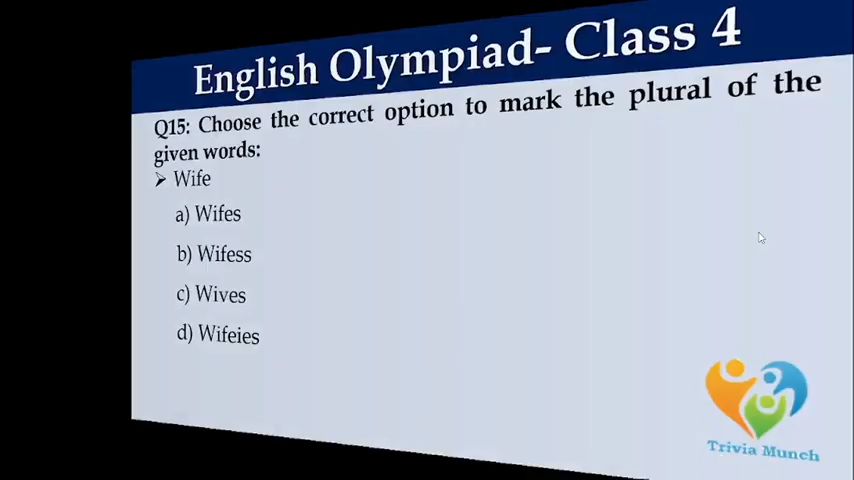 English Olympiad- Class 4
Q15: Choose the correct option to mark the plural of the
given words:
➢ Wife
a) Wifes
b) Wifess
c) Wives
d) Wifeies
Trivia Munch